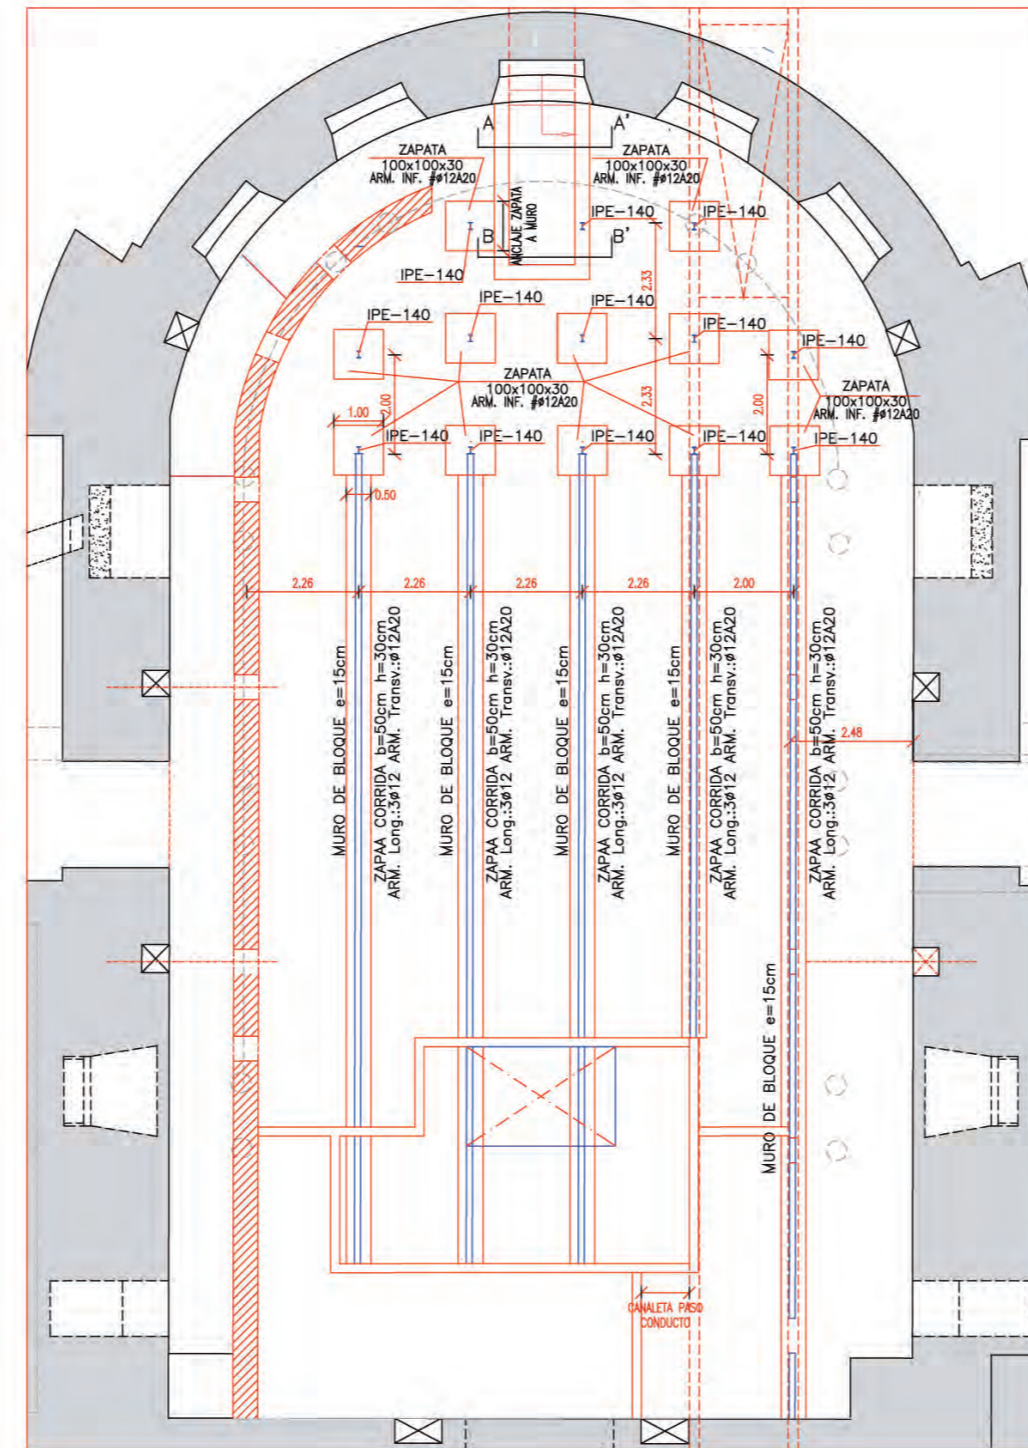 A
A'
ZAPATA
100x100x30
ARM. INF. #ø12A20
ZAPATA
100x100x30
ARM. INF. #ø12A20
ANCLAJE ZAPATA
A MURO
IPE-140
IPE-140
B
B'
IPE-140
2.33
IPE-140
IPE-140
IPE-140
IPE-140
IPE-140
ZAPATA
100x100x30
ARM. INF. #ø12A20
ZAPATA
100x100x30
ARM. INF. #ø12A20
1.00
2.00
2.33
2.00
IPE-140
IPE-140
IPE-140
IPE-140
IPE-140
0.50
2.26
2.26
2.26
2.26
2.00
MURO DE BLOQUE e=15cm
ZAPAA CORRIDA b=50cm h=30cm
ARM. Long.:3ø12 ARM. Transv.:ø12A20
MURO DE BLOQUE e=15cm
ZAPAA CORRIDA b=50cm h=30cm
ARM. Long.:3ø12 ARM. Transv.:ø12A20
MURO DE BLOQUE e=15cm
ZAPAA CORRIDA b=50cm h=30cm
ARM. Long.:3ø12 ARM. Transv.:ø12A20
MURO DE BLOQUE e=15cm
ZAPAA CORRIDA b=50cm h=30cm
ARM. Long.:3ø12 ARM. Transv.:ø12A20
ZAPAA CORRIDA b=50cm h=30cm
ARM. Long.:3ø12 ARM. Transv.:ø12A20
2.48
MURO DE BLOQUE e=15cm
CANALETA PASO
CONDUCTO